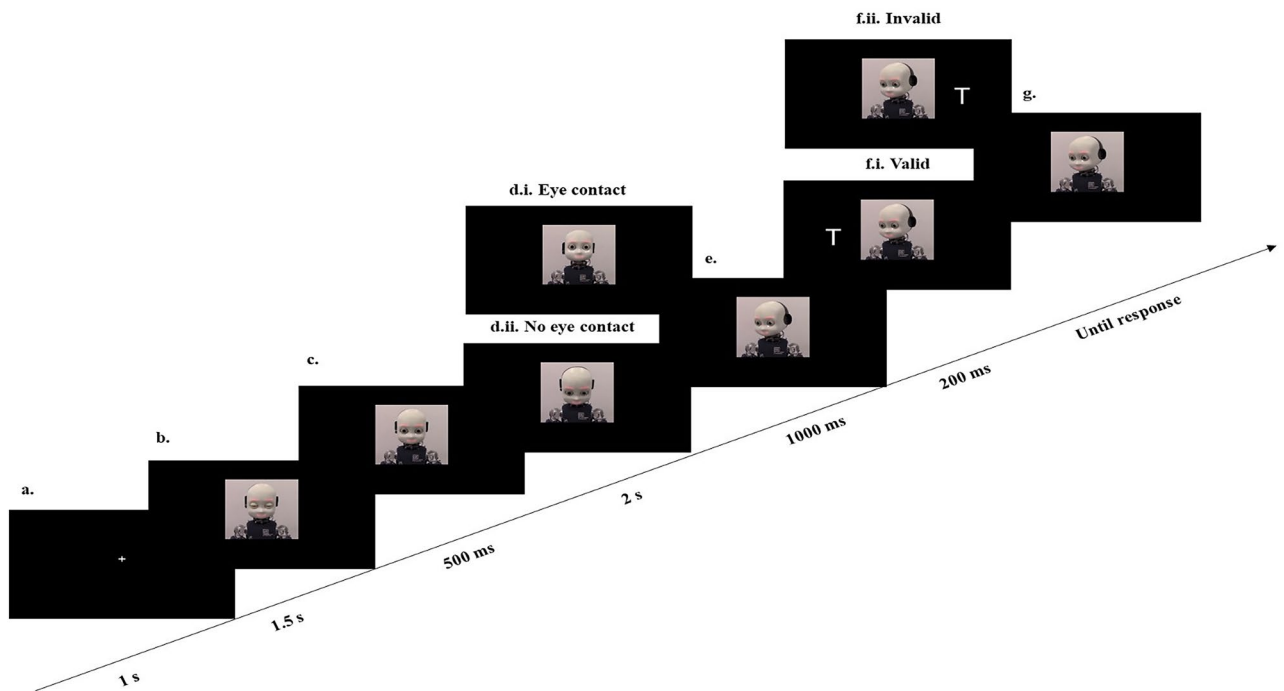 f.ii. Invalid
T
g.
f.i. Valid
T
d.i. Eye contact
e.
d.ii. No eye contact
c.
b.
a.
+
1 s
1.5 s
500 ms
2 s
1000 ms
200 ms
Until response